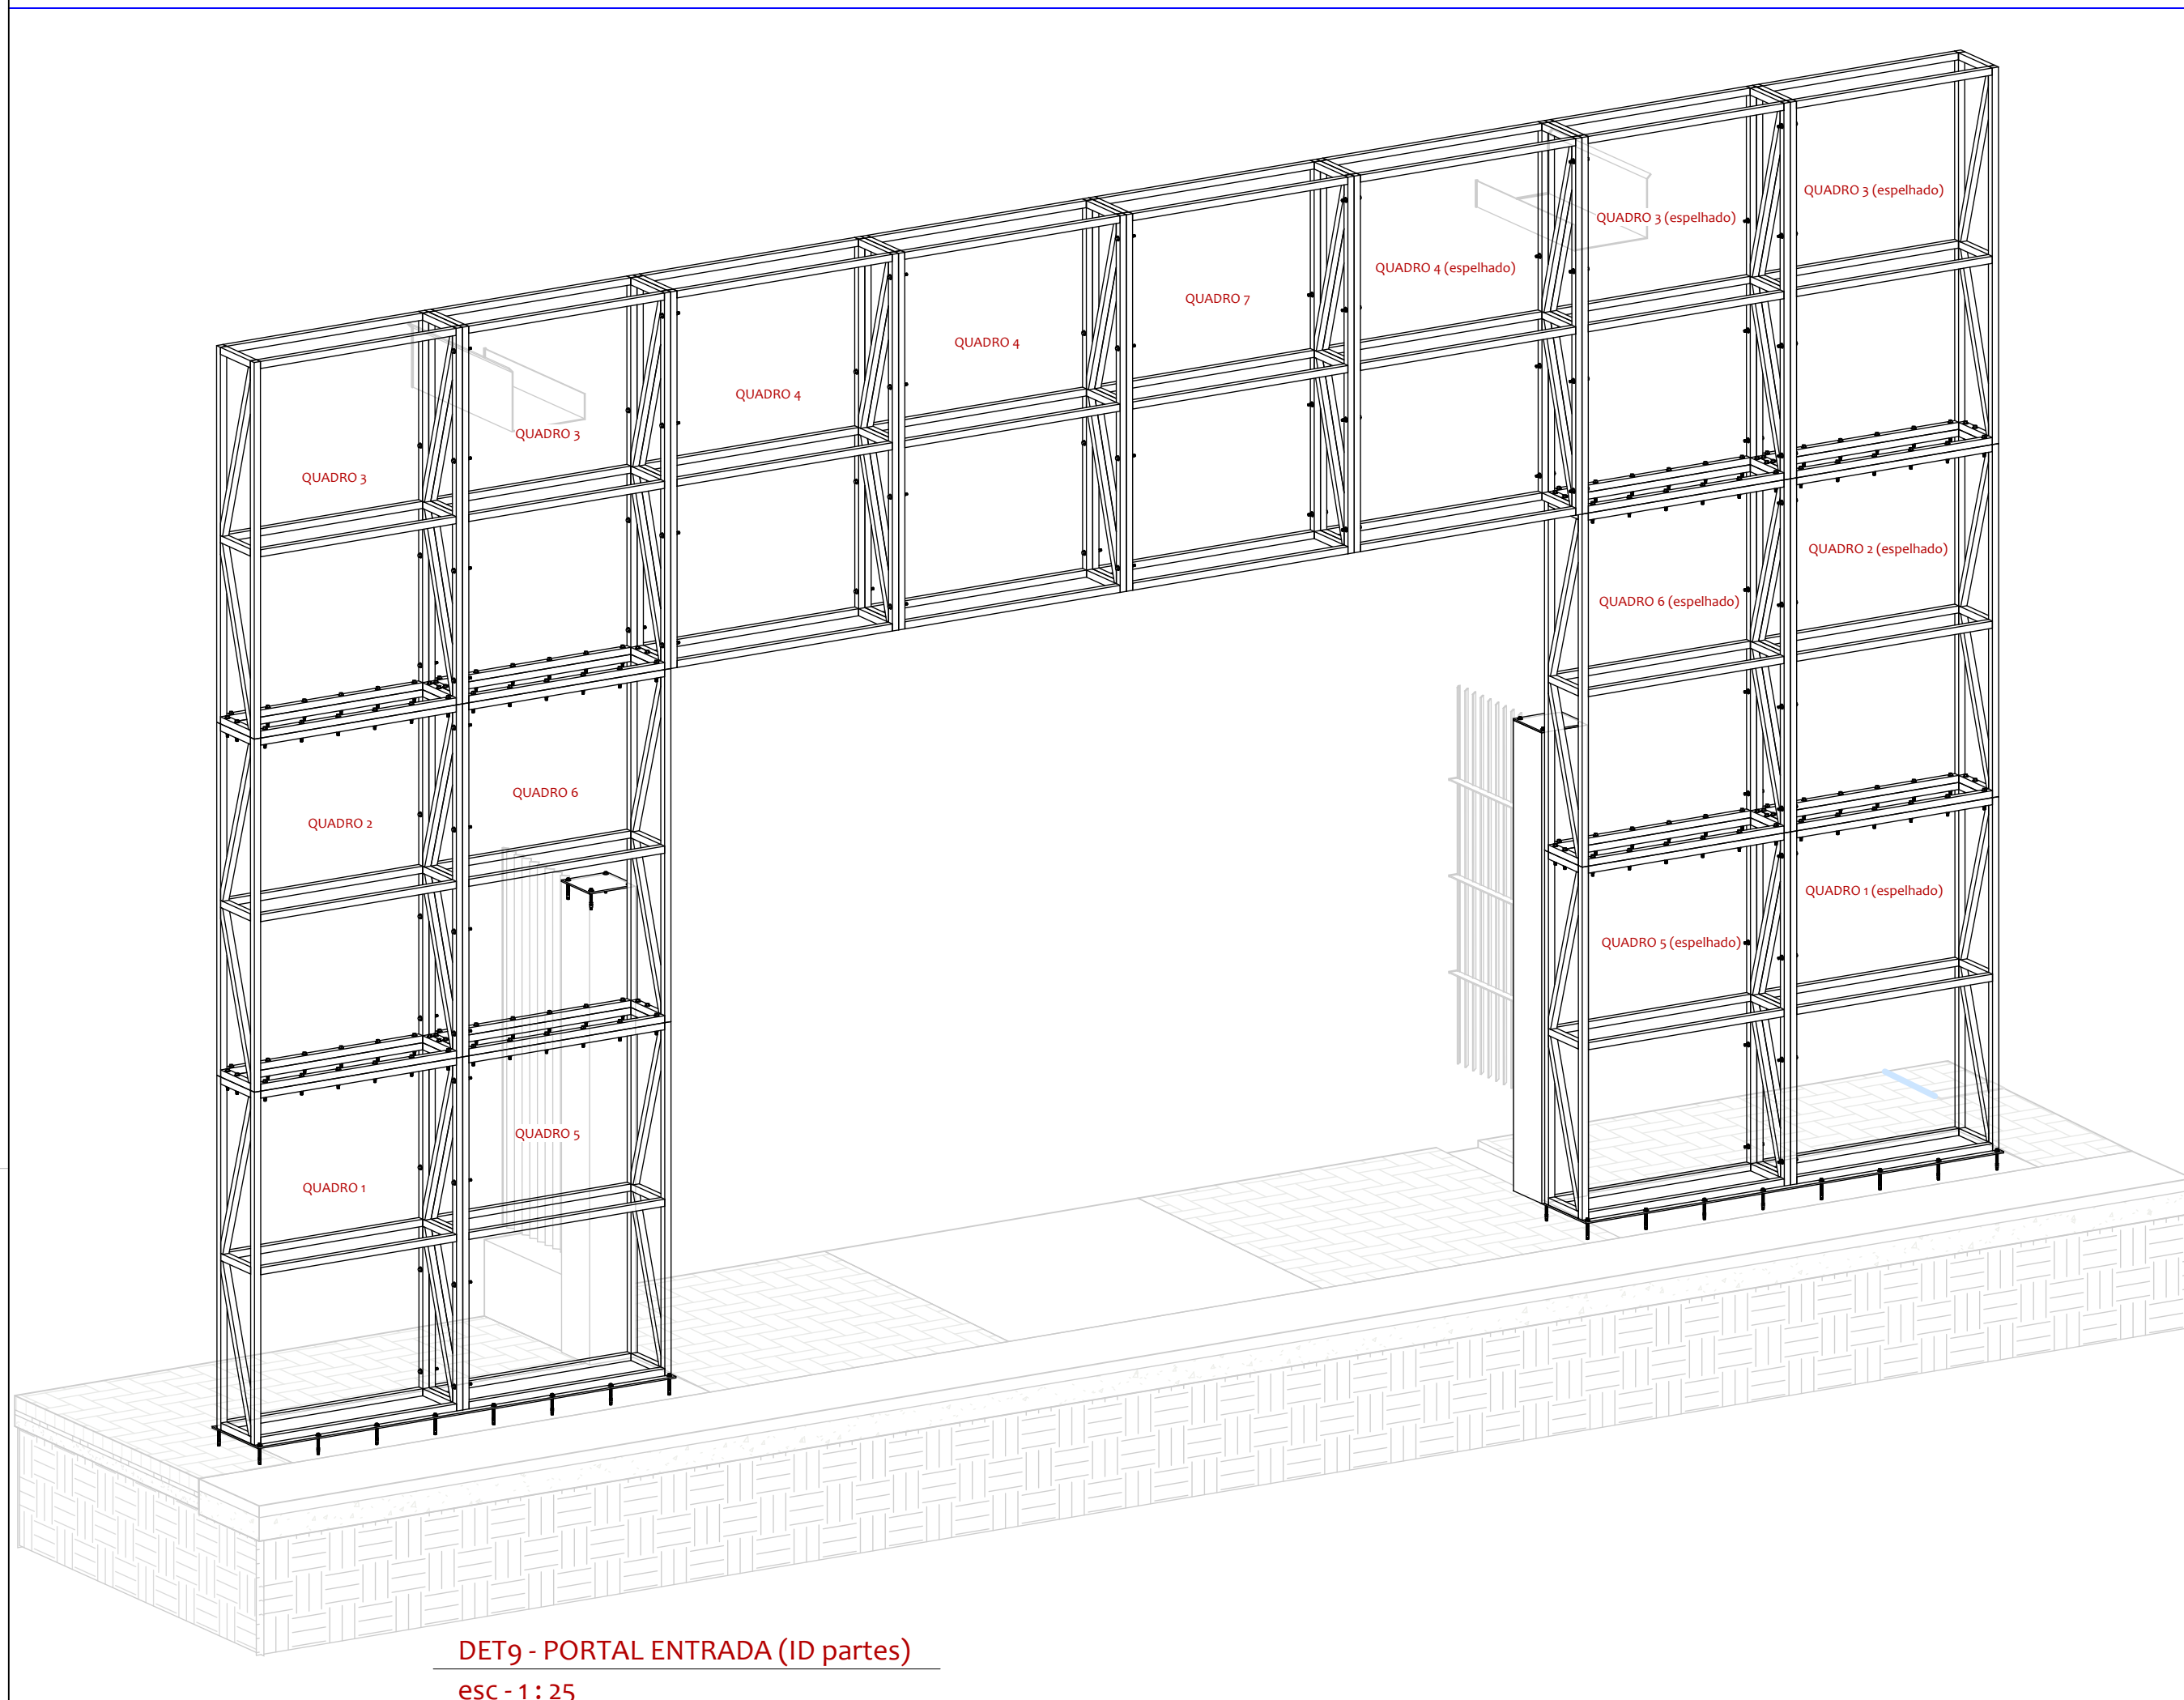 QUADRO 3 (espelhado)
QUADRO 3 (espelhado)
QUADRO 4 (espelhado)
QUADRO 7
QUADRO 4
QUADRO 4
QUADRO 3
QUADRO 3
QUADRO 2 (espelhado)
QUADRO 6 (espelhado)
QUADRO 6
QUADRO 2
QUADRO 1 (espelhado)
QUADRO 5 (espelhado)
QUADRO 5
QUADRO 1
DET9 - PORTAL ENTRADA (ID partes)
esc - 1 : 25